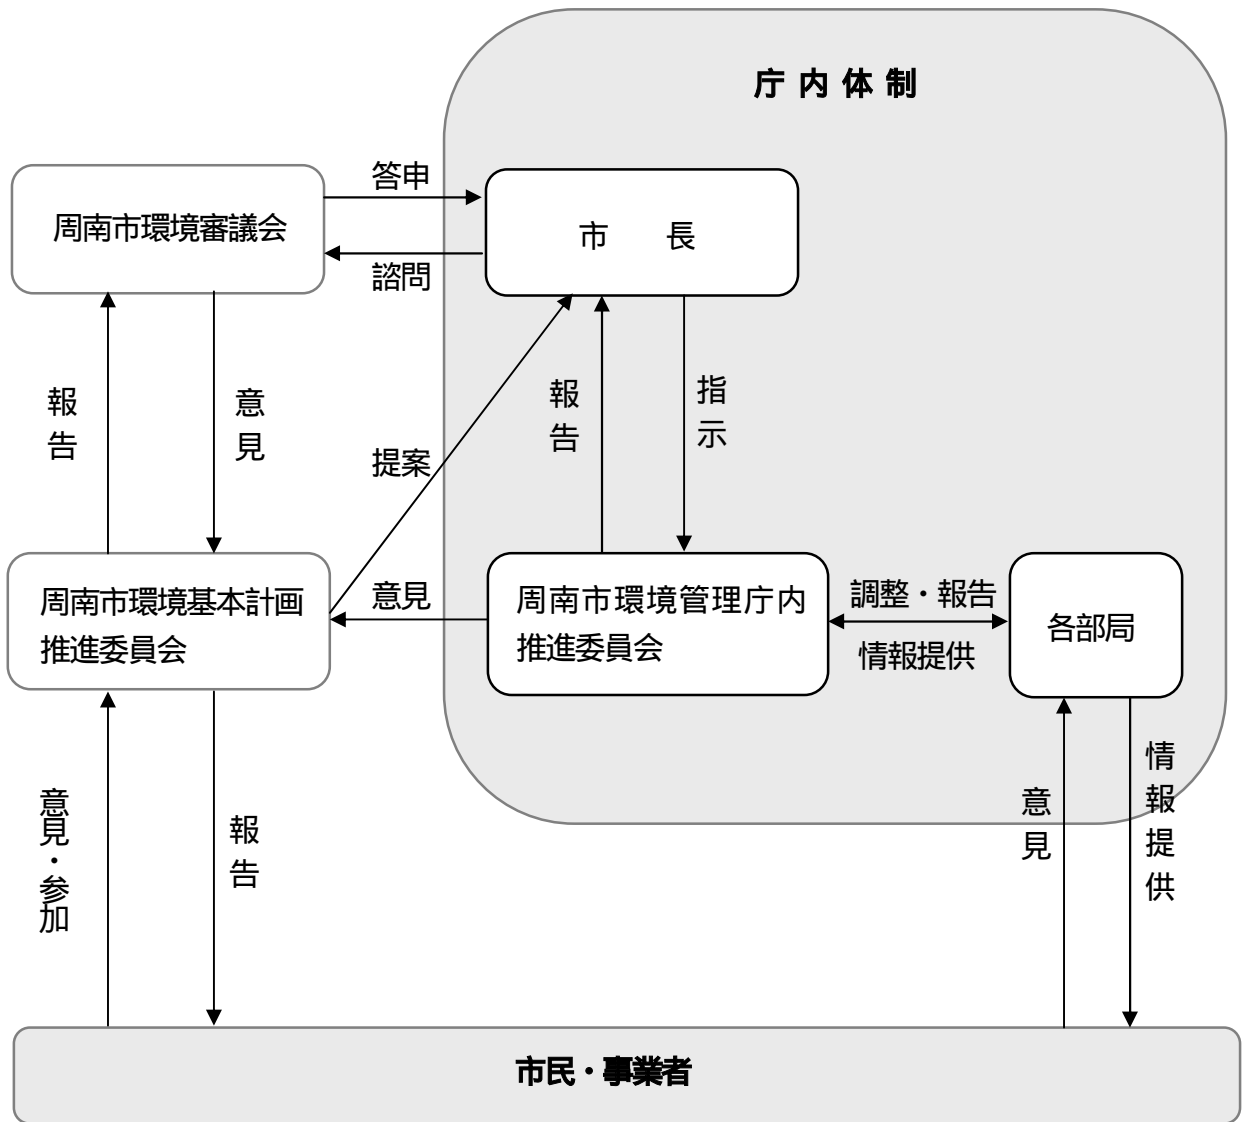 庁内体制
答申
周南市環境審議会
市　長
諮問
報告
意見
提案
報告
指示
周南市環境基本計画
推進委員会
意見
周南市環境管理庁内
推進委員会
調整・報告
情報提供
各部局
意見・参加
報告
意見
情報提供
市民・事業者